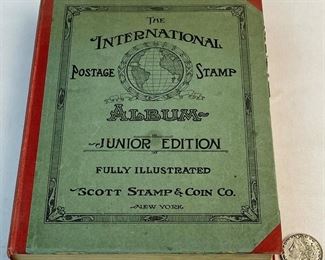 THE
INTERNATIONAL
POSTAGE STAMP
ALBUM
JUNIOR EDITION
FULLY ILLUSTRATED
SCOTT STAMP & COIN CO.
NEW YORK